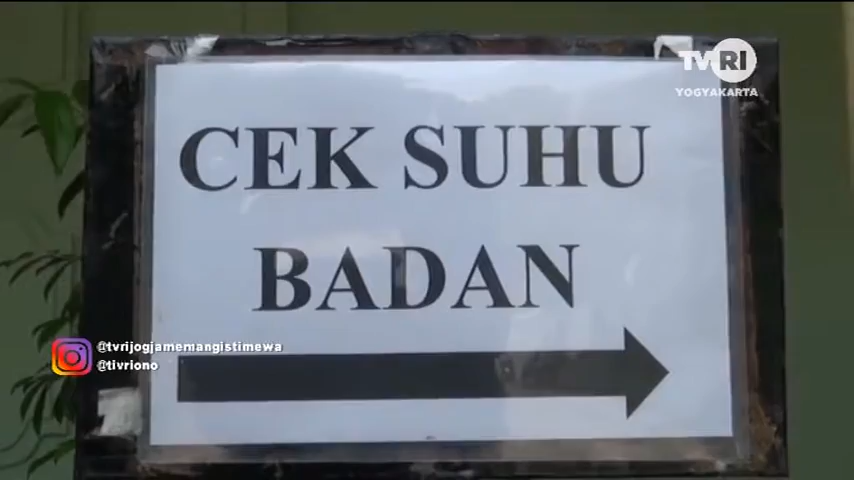 TVRI
YOGYAKARTA
CEK SUHU
BADAN
@tvrijogjamemangistimewa
@tivriono